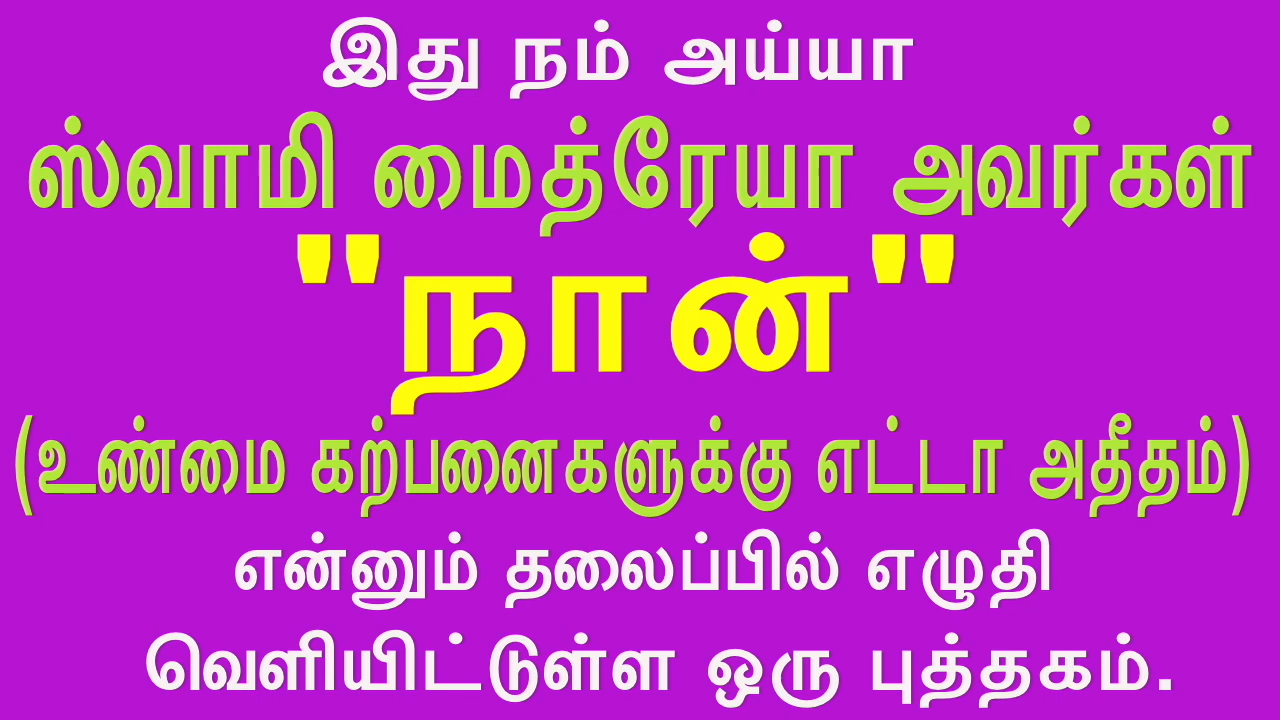 இது நம் அய்யா
ஸ்வாமி மைத்ரேயா அவர்கள்
"நான்"
(உண்மை கற்பனைகளுக்கு எட்டா அதீதம்)
என்னும் தலைப்பில் எழுதி
வெளியிட்டுள்ள ஒரு புத்தகம்.